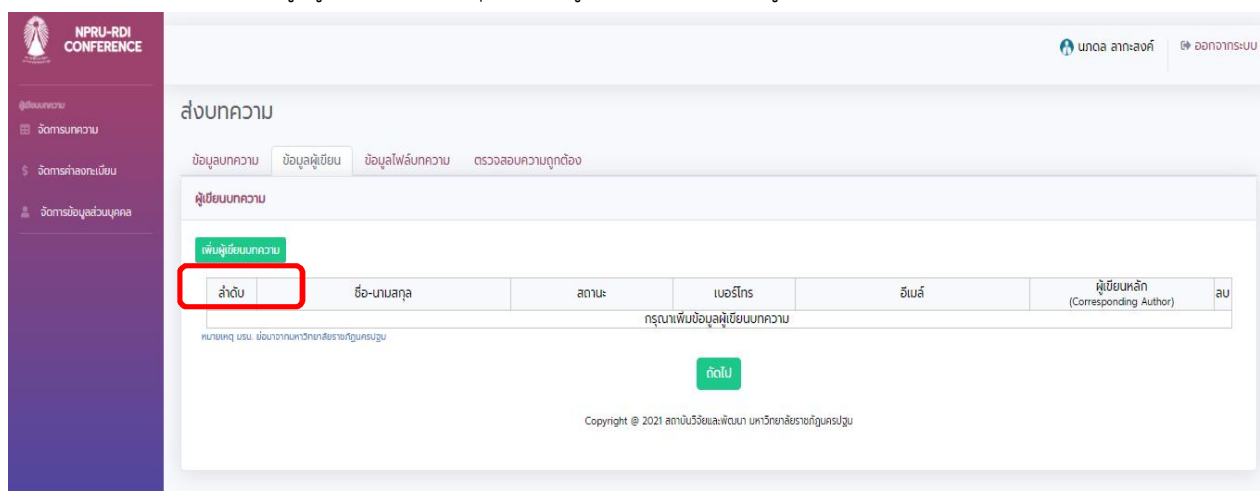 NPRU-RDI
CONFERENCE
นภดล ลาภะสงค์
ออกจากระบบ
ผู้เขียนบทความ
จัดการบทความ
จัดการค่าลงทะเบียน
จัดการข้อมูลส่วนบุคคล
ส่งบทความ
ข้อมูลบทความ ข้อมูลผู้เขียน ข้อมูลไฟล์บทความ ตรวจสอบความถูกต้อง
ผู้เขียนบทความ
เพิ่มผู้เขียนบทความ
ลำดับ ชื่อ-นามสกุล สถานะ เบอร์โทร อีเมล์ ผู้เขียนหลัก (Corresponding Author) ลบ
กรุณาเพิ่มข้อมูลผู้เขียนบทความ
หมายเหตุ มรน. ย่อมาจากมหาวิทยาลัยราชภัฏนครปฐม
ถัดไป
Copyright @ 2021 สถาบันวิจัยและพัฒนา มหาวิทยาลัยราชภัฏนครปฐม